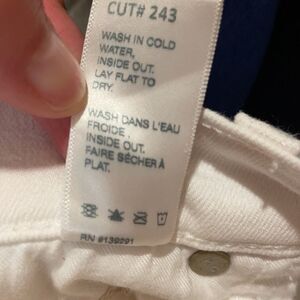 CUT# 243
WASH IN COLD
WATER,
INSIDE OUT.
LAY FLAT TO
DRY.
WASH DANS L'EAU
FROIDE,
INSIDE OUT.
FAIRE SÉCHER À
PLAT.
RN #139291